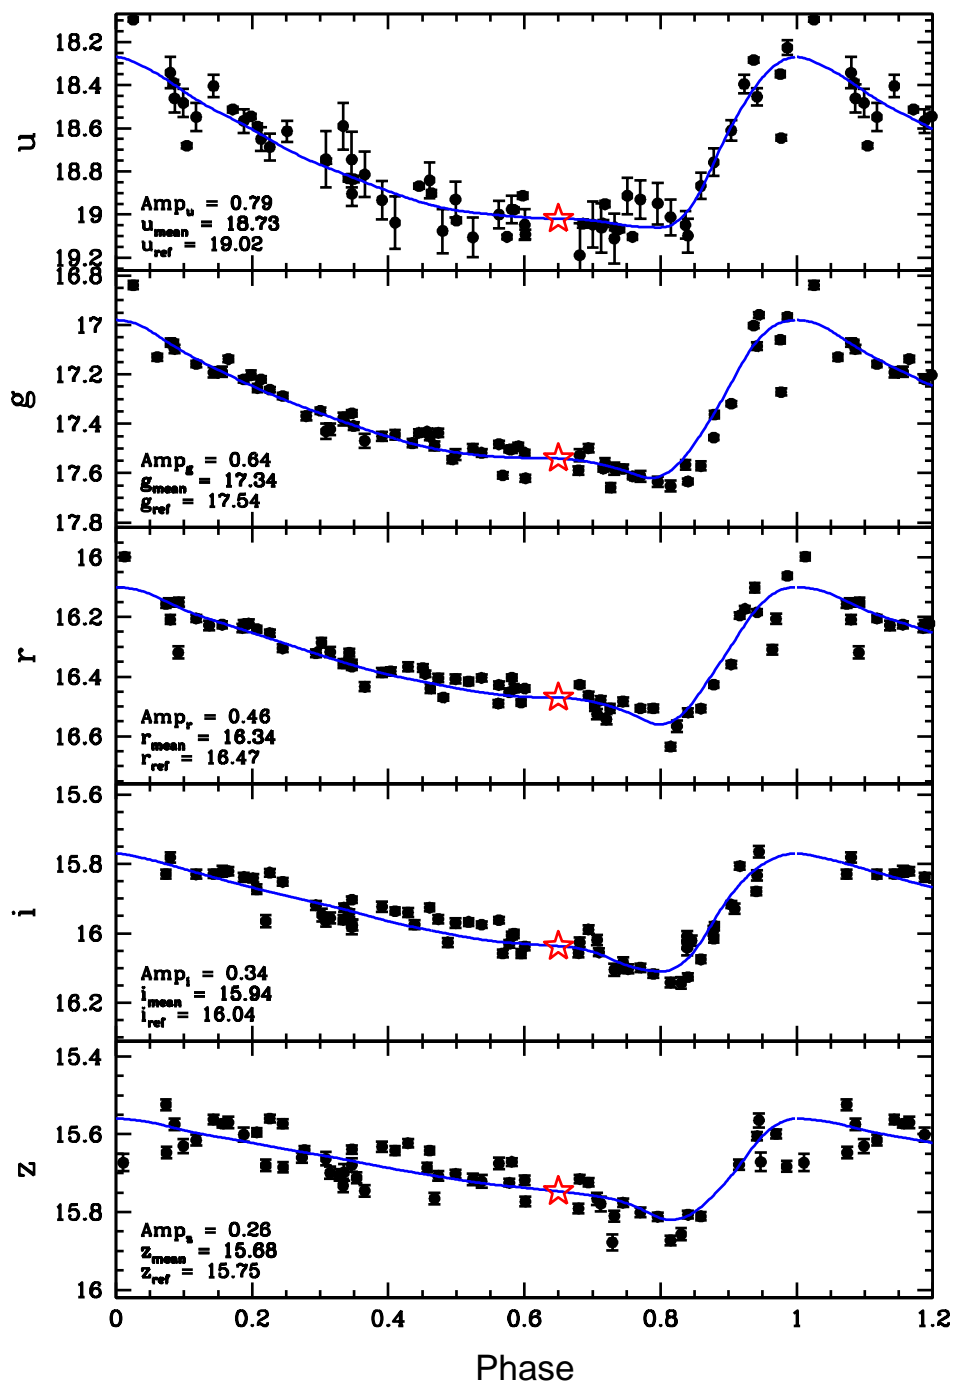 18.2
18.4
18.6
18.8
19
19.2
u
Amp_u = 0.79
u_mean = 18.73
u_ref = 19.02
16.8
17
17.2
17.4
17.6
17.8
g
Amp_g = 0.64
g_mean = 17.34
g_ref = 17.54
16
16.2
16.4
16.6
r
Amp_r = 0.46
r_mean = 16.34
r_ref = 16.47
15.6
15.8
16
16.2
i
Amp_i = 0.34
i_mean = 15.94
i_ref = 16.04
15.4
15.6
15.8
16
z
Amp_z = 0.26
z_mean = 15.68
z_ref = 15.75
0 0.2 0.4 0.6 0.8 1 1.2
Phase